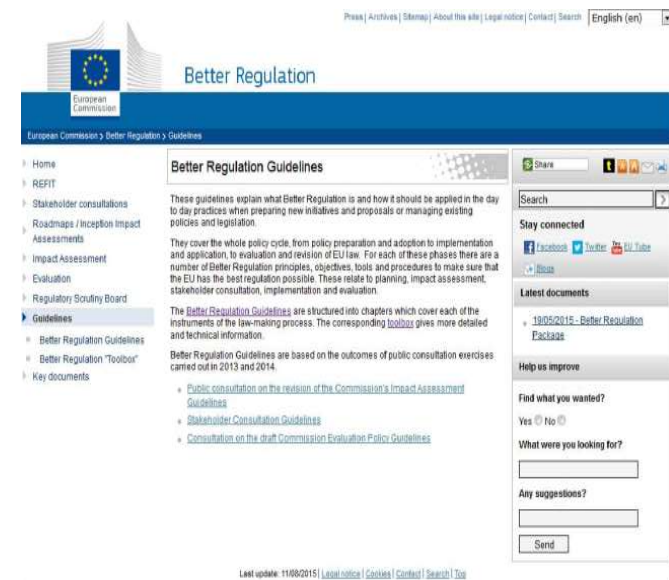 Press | Archives | Sitemap | About this site | Legal notice | Contact | Search
English (en)
European
Commission
Better Regulation
European Commission > Better Regulation > Guidelines
Home
REFIT
Stakeholder consultations
Roadmaps / Inception Impact
Assessments
Impact Assessment
Evaluation
Regulatory Scrutiny Board
Guidelines
Better Regulation Guidelines
Better Regulation "Toolbox"
Key documents
Better Regulation Guidelines
These guidelines explain what Better Regulation is and how it should be applied in the day
to day practices when preparing new initiatives and proposals or managing existing
policies and legislation.
They cover the whole policy cycle, from policy preparation and adoption to implementation
and application, to evaluation and revision of EU law. For each of these phases there are a
number of Better Regulation principles, objectives, tools and procedures to make sure that
the EU has the best regulation possible. These relate to planning, impact assessment,
stakeholder consultation, implementation and evaluation.
The Better Regulation Guidelines are structured into chapters which cover each of the
instruments of the law-making process. The corresponding toolbox gives more detailed
and technical information.
Better Regulation Guidelines are based on the outcomes of public consultation exercises
carried out in 2013 and 2014.
Public consultation on the revision of the Commission's Impact Assessment
Guidelines
Stakeholder Consultation Guidelines
Consultation on the draft Commission Evaluation Policy Guidelines
Share
Search
Stay connected
Facebook Twitter EU Tube
Blogs
Latest documents
19/05/2015 - Better Regulation
Package
Help us improve
Find what you wanted?
Yes No
What were you looking for?
Any suggestions?
Send
Last update: 11/08/2015 | Legal notice | Cookies | Contact | Search | Top